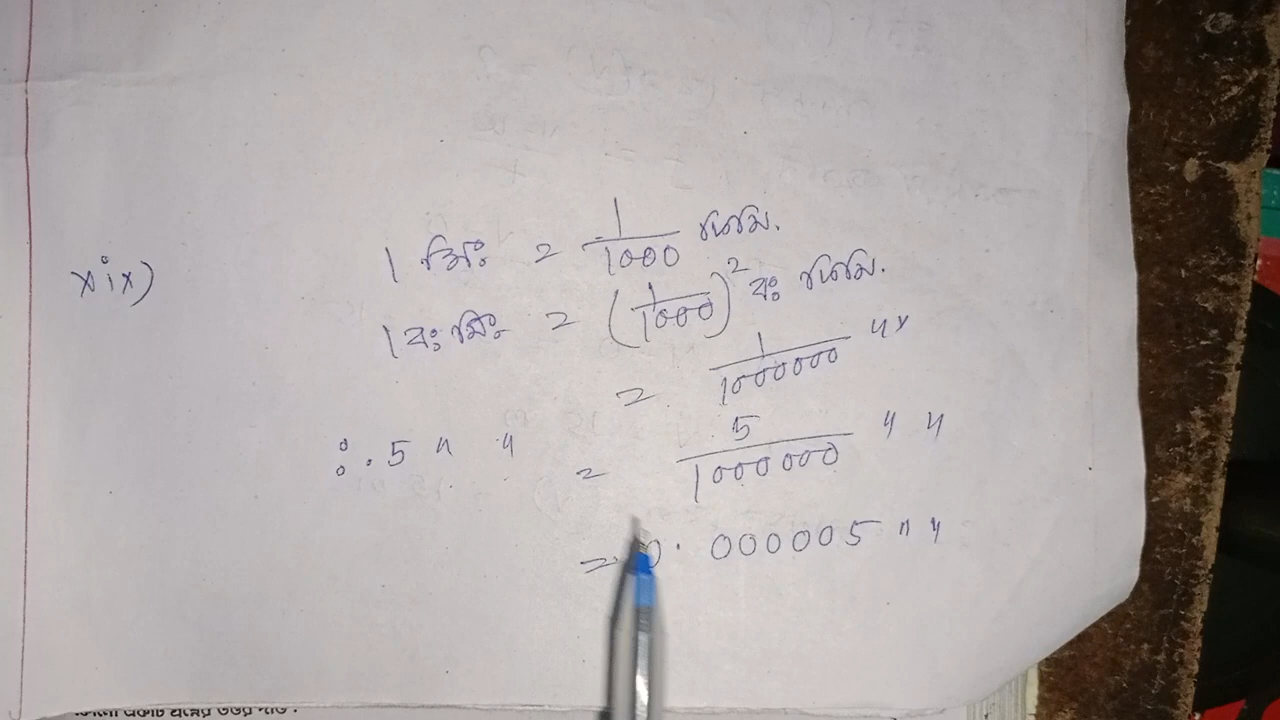 xix) 1 মিঃ = 1/1000 কিমি.
1 বঃ মিঃ = (1/1000)² বঃ কিমি.
= 1/1000000 " "
∴ 5 " " = 5/1000000 " "
= 0.000005 " "